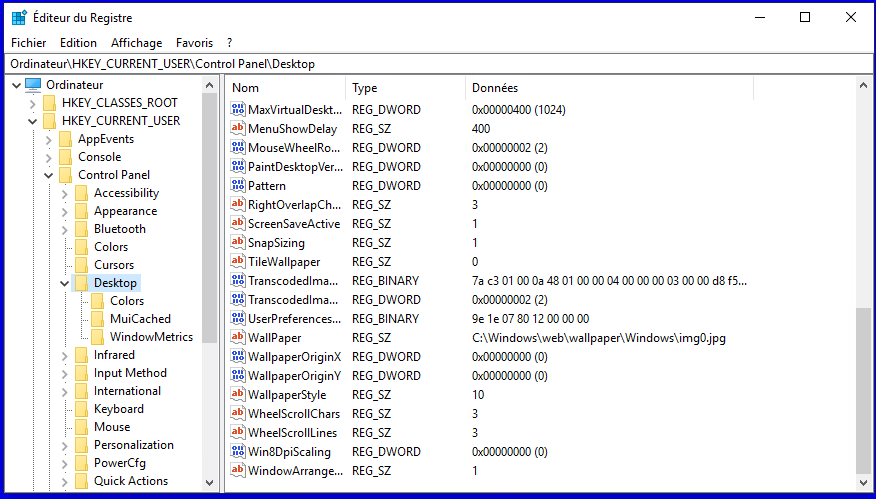 Éditeur du Registre
Fichier Edition Affichage Favoris ?
Ordinateur\HKEY_CURRENT_USER\Control Panel\Desktop
Ordinateur
HKEY_CLASSES_ROOT
HKEY_CURRENT_USER
AppEvents
Console
Control Panel
Accessibility
Appearance
Bluetooth
Colors
Cursors
Desktop
Colors
MuiCached
WindowMetrics
Infrared
Input Method
International
Keyboard
Mouse
Personalization
PowerCfg
Quick Actions
Nom Type Données
MaxVirtualDeskt... REG_DWORD 0x00000400 (1024)
MenuShowDelay REG_SZ 400
MouseWheelRo... REG_DWORD 0x00000002 (2)
PaintDesktopVer... REG_DWORD 0x00000000 (0)
Pattern REG_DWORD 0x00000000 (0)
RightOverlapCh... REG_SZ 3
ScreenSaveActive REG_SZ 1
SnapSizing REG_SZ 1
TileWallpaper REG_SZ 0
TranscodedIma... REG_BINARY 7a c3 01 00 0a 48 01 00 00 04 00 00 00 03 00 00 d8 f5...
TranscodedIma... REG_DWORD 0x00000002 (2)
UserPreferences... REG_BINARY 9e 1e 07 80 12 00 00 00
WallPaper REG_SZ C:\Windows\web\wallpaper\Windows\img0.jpg
WallpaperOriginX REG_DWORD 0x00000000 (0)
WallpaperOriginY REG_DWORD 0x00000000 (0)
WallpaperStyle REG_SZ 10
WheelScrollChars REG_SZ 3
WheelScrollLines REG_SZ 3
Win8DpiScaling REG_DWORD 0x00000000 (0)
WindowArrange... REG_SZ 1